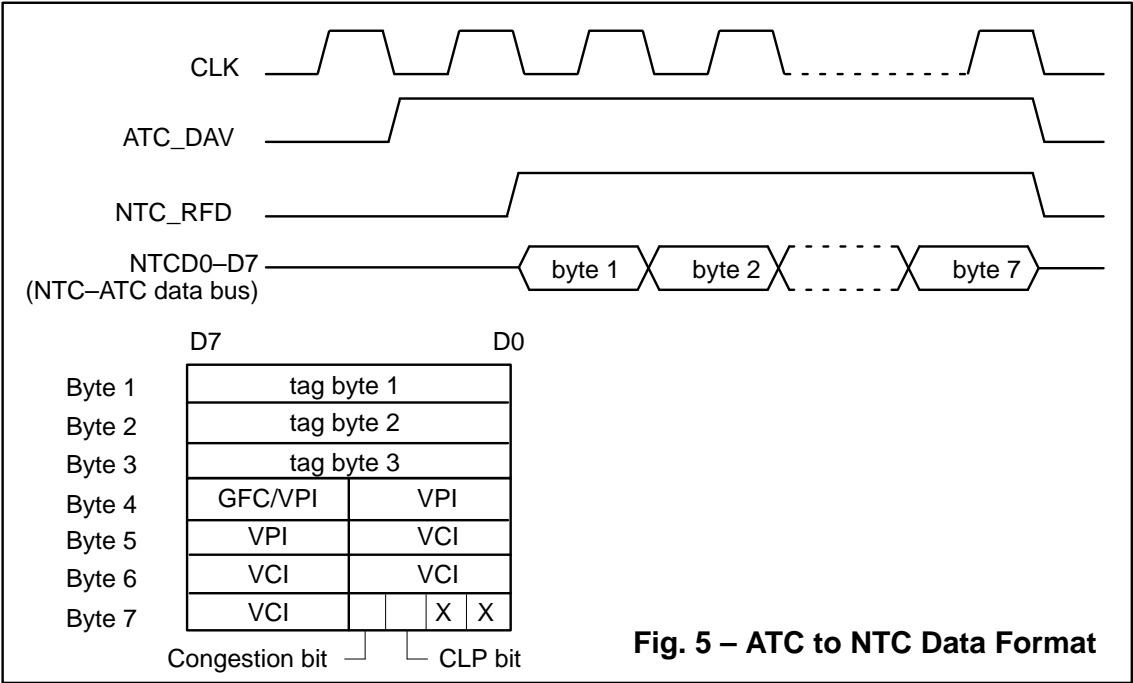 CLK
ATC_DAV
NTC_RFD
NTCD0–D7
(NTC–ATC data bus)
byte 1 byte 2 byte 7
D7 D0
Byte 1 tag byte 1
Byte 2 tag byte 2
Byte 3 tag byte 3
Byte 4 GFC/VPI VPI
Byte 5 VPI VCI
Byte 6 VCI VCI
Byte 7 VCI X X
Congestion bit CLP bit
Fig. 5 – ATC to NTC Data Format